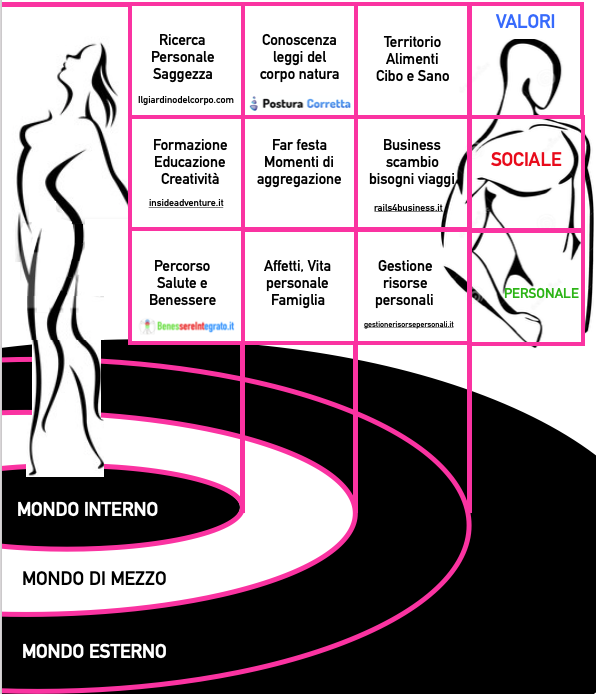 VALORI
Ricerca
Personale
Saggezza
Ilgiardinodelcorpo.com
Conoscenza
leggi del
corpo natura
Postura Corretta
Territorio
Alimenti
Cibo e Sano
Formazione
Educazione
Creatività
insideadventure.it
Far festa
Momenti di
aggregazione
Business
scambio
bisogni viaggi
rails4business.it
SOCIALE
Percorso
Salute e
Benessere
BenessereIntegrato.it
Affetti, Vita
personale
Famiglia
Gestione
risorse
personali
gestionerisorsepersonali.it
PERSONALE
MONDO INTERNO
MONDO DI MEZZO
MONDO ESTERNO